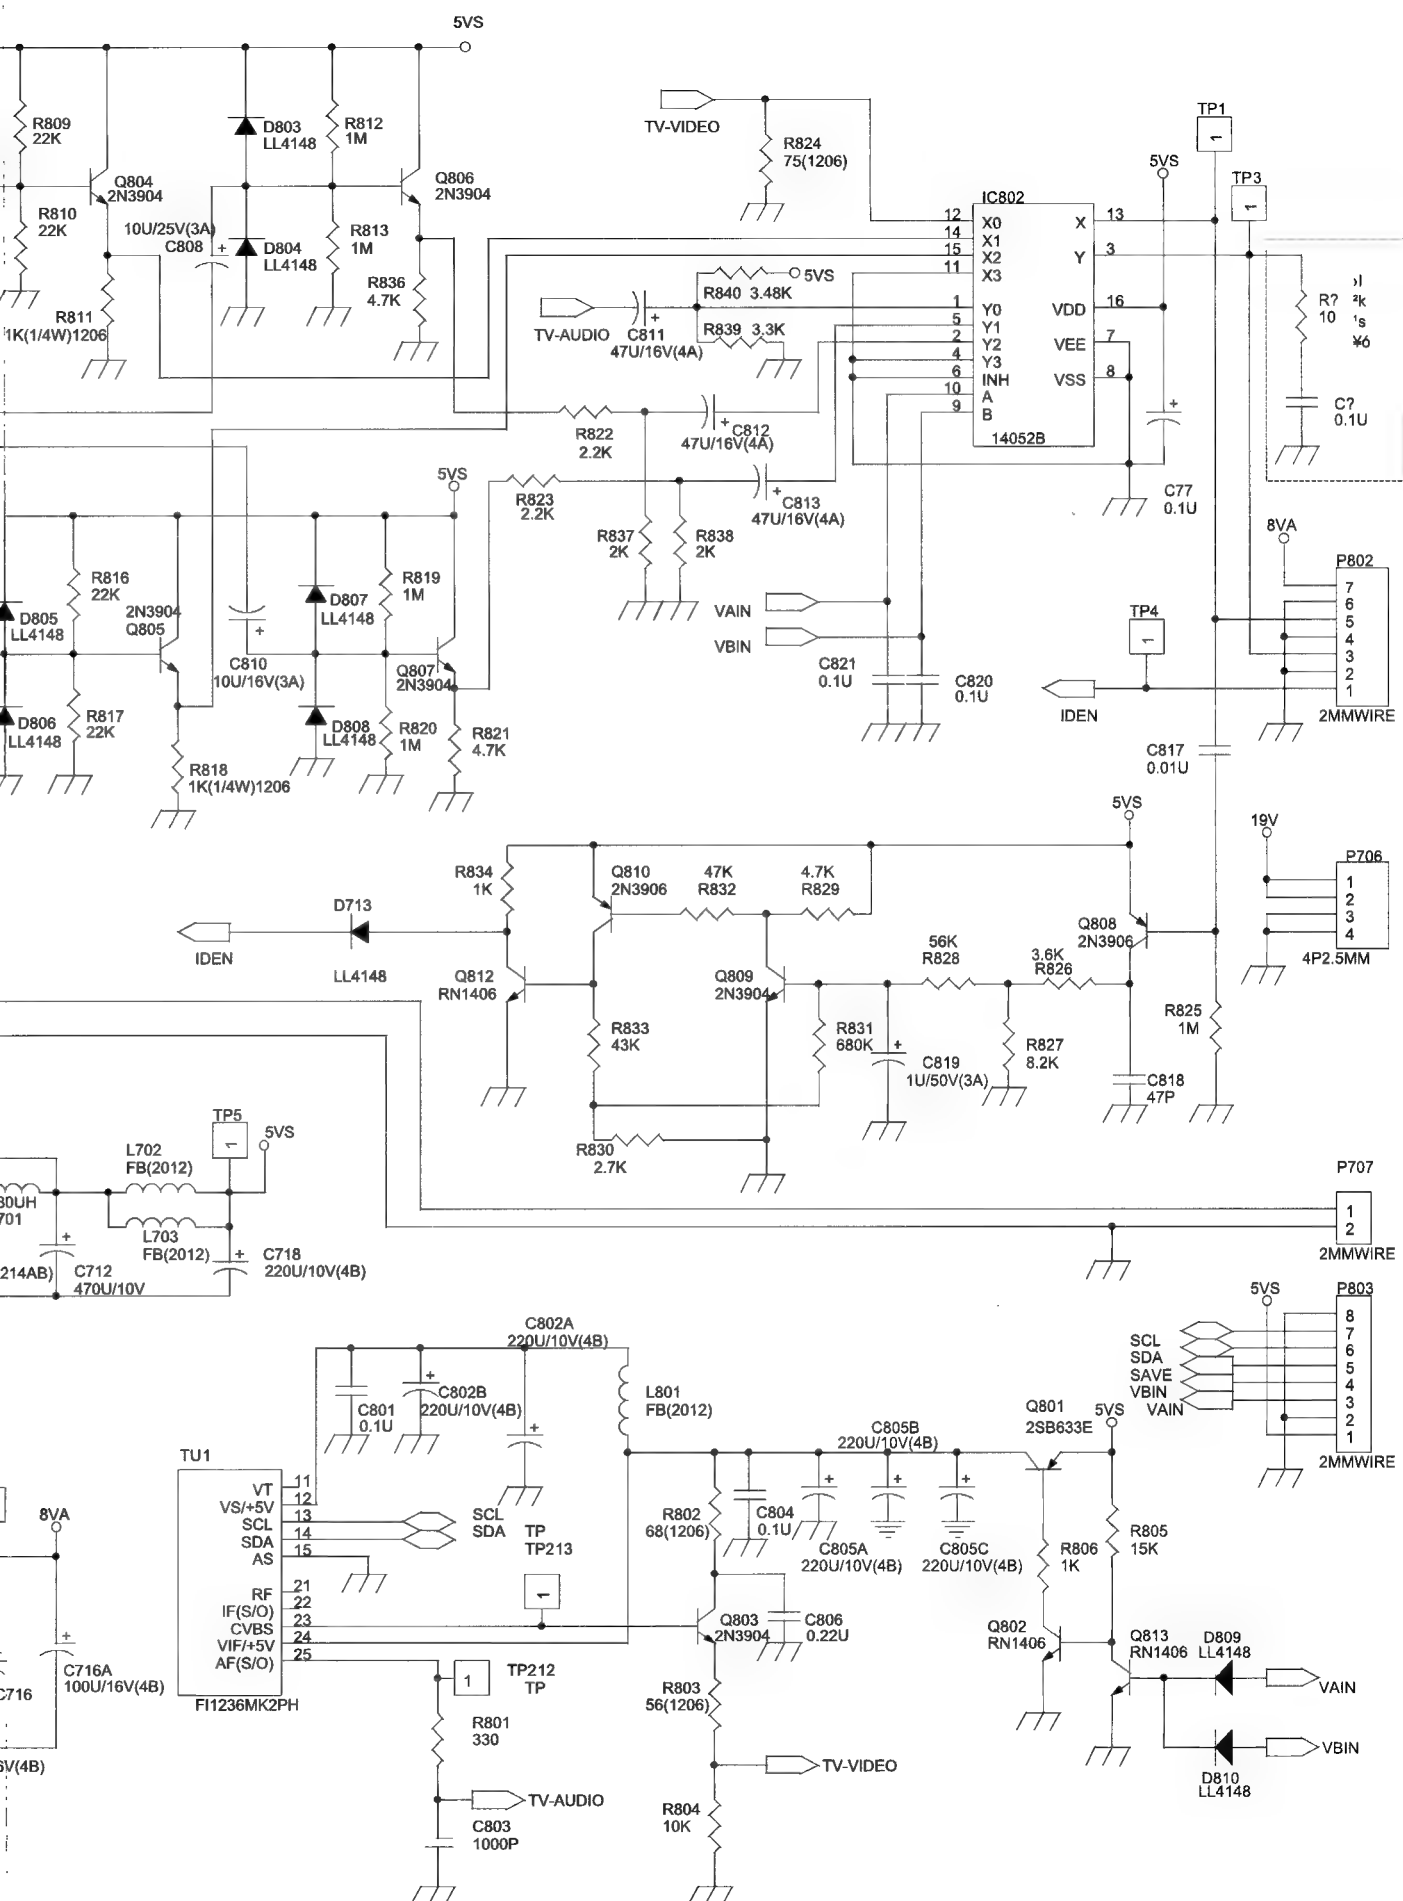 5VS
R809
22K
D803
LL4148
R812
1M
Q804
2N3904
Q806
2N3904
R810
22K
10U/25V(3A)
C808
+
D804
LL4148
R813
1M
R811
1K(1/4W)1206
R836
4.7K
TV-VIDEO
R824
75(1206)
TP1
1
5VS
TP3
1
IC802
12
X0
14
X1
15
X2
11
X3
1
Y0
5
Y1
2
Y2
4
Y3
6
INH
10
A
9
B
X
13
Y
3
VDD
16
VEE
7
VSS
8
14052B
5VS
R840 3.48K
R839 3.3K
TV-AUDIO
C811
+
47U/16V(4A)
R?
10
C?
0.1U
R822
2.2K
C812
+
47U/16V(4A)
+
C77
0.1U
5VS
R823
2.2K
C813
+
47U/16V(4A)
R837
2K
R838
2K
8VA
P802
7
6
5
4
3
2
1
2MMWIRE
R816
22K
D805
LL4148
2N3904
Q805
D807
LL4148
R819
1M
VAIN
VBIN
TP4
1
C810
+
10U/16V(3A)
Q807
2N3904
C821
0.1U
C820
0.1U
IDEN
D806
LL4148
R817
22K
D808
LL4148
R820
1M
R821
4.7K
R818
1K(1/4W)1206
C817
0.01U
5VS
19V
P706
1
2
3
4
4P2.5MM
R834
1K
Q810
2N3906
47K
R832
4.7K
R829
D713
LL4148
IDEN
Q808
2N3906
Q812
RN1406
Q809
2N3904
56K
R828
3.6K
R826
R833
43K
R831
680K
+
C819
1U/50V(3A)
R827
8.2K
R825
1M
C818
47P
R830
2.7K
TP5
1
5VS
L702
FB(2012)
L703
FB(2012)
+
C712
470U/10V
+
C718
220U/10V(4B)
214AB)
P707
1
2
2MMWIRE
5VS
P803
8
7
6
5
4
3
2
1
2MMWIRE
SCL
SDA
SAVE
VBIN
VAIN
C802A
220U/10V(4B)
+
C801
0.1U
+
C802B
220U/10V(4B)
L801
FB(2012)
Q801
2SB633E
5VS
C805B
220U/10V(4B)
TU1
VT
11
VS/+5V
12
SCL
13
SDA
14
AS
15
RF
21
IF(S/O)
22
CVBS
23
VIF/+5V
24
AF(S/O)
25
FI1236MK2PH
SCL
SDA
TP
TP213
1
R802
68(1206)
C804
0.1U
+
C805A
220U/10V(4B)
+
+
C805C
220U/10V(4B)
R806
1K
R805
15K
8VA
+
C716A
100U/16V(4B)
C716
Q803
2N3904
C806
0.22U
Q802
RN1406
Q813
RN1406
D809
LL4148
VAIN
VBIN
D810
LL4148
1
TP212
TP
R801
330
R803
56(1206)
TV-VIDEO
TV-AUDIO
C803
1000P
R804
10K